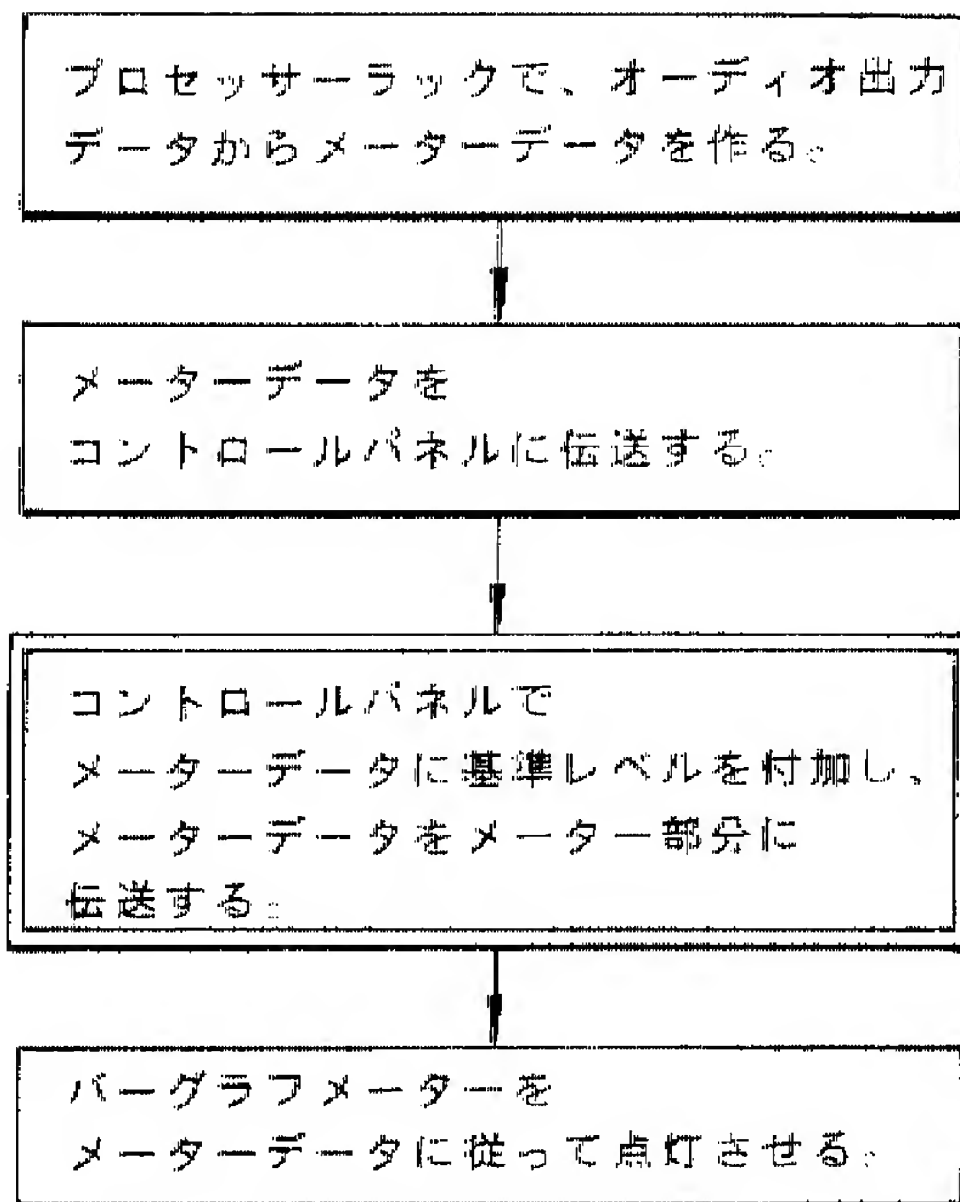 プロセッサーラックで、オーディオ出力
データからメーターデータを作る。
メーターデータを
コントロールパネルに伝送する。
コントロールパネルで
メーターデータに基準レベルを付加し、
メーターデータをメーター部分に
伝送する。
バーグラフメーターを
メーターデータに従って点灯させる。